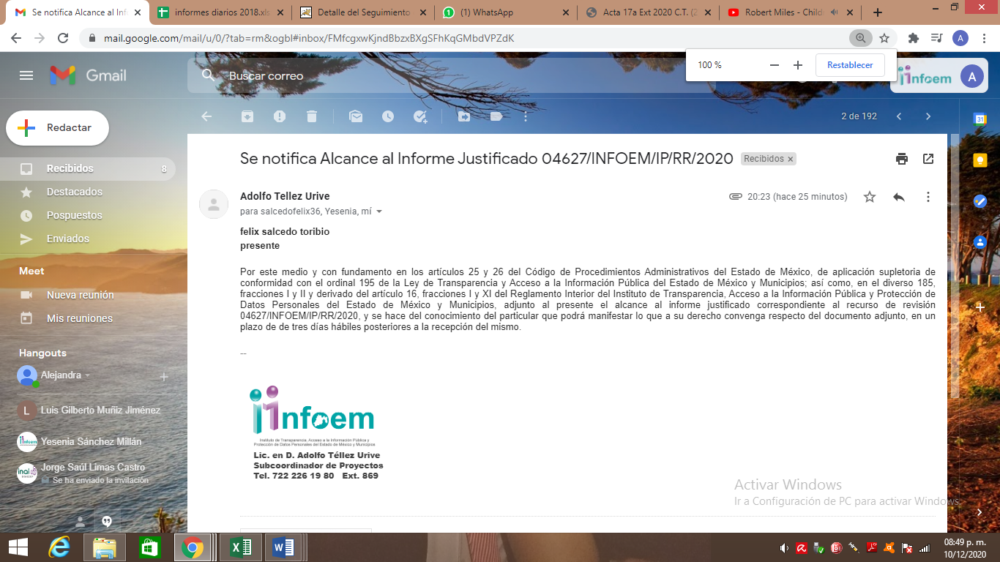 Se notifica Alcance al Inf
informes diarios 2018.xls
Detalle del Seguimiento
(1) WhatsApp
Acta 17a Ext 2020 C.T. (2
Robert Miles - Child
mail.google.com/mail/u/0/?tab=rm&ogbl#inbox/FMfcgxwKjndBbzxBXgSFhKqGMbdVPZdK
A
100 %
Restablecer
Gmail
Buscar correo
infoem
A
Redactar
2 de 192
31
Se notifica Alcance al Informe Justificado 04627/INFOEM/IP/RR/2020
Recibidos ×
Recibidos
8
Destacados
Pospuestos
Enviados
Meet
Nueva reunión
Mis reuniones
Hangouts
Alejandra
L
Luis Gilberto Muñiz Jiménez
infoem
Yesenia Sánchez Millán
inai
Jorge Saúl Limas Castro
Se ha enviado la invitación
Adolfo Tellez Urive
20:23 (hace 25 minutos)
para salcedofelix36, Yesenia, mí
felix salcedo toribio
presente
Por este medio y con fundamento en los artículos 25 y 26 del Código de Procedimientos Administrativos del Estado de México, de aplicación supletoria de
conformidad con el ordinal 195 de la Ley de Transparencia y Acceso a la Información Pública del Estado de México y Municipios; así como, en el diverso 185,
fracciones I y II y derivado del artículo 16, fracciones I y XI del Reglamento Interior del Instituto de Transparencia, Acceso a la Información Pública y Protección de
Datos Personales del Estado de México y Municipios, adjunto al presente el alcance al informe justificado correspondiente al recurso de revisión
04627/INFOEM/IP/RR/2020, y se hace del conocimiento del particular que podrá manifestar lo que a su derecho convenga respecto del documento adjunto, en un
plazo de de tres días hábiles posteriores a la recepción del mismo.
--
infoem
Instituto de Transparencia, Acceso a la Información Pública y
Protección de Datos Personales del Estado de México y Municipios
Lic. en D. Adolfo Téllez Urive
Subcoordinador de Proyectos
Tel. 722 226 19 80 Ext. 869
Activar Windows
Ir a Configuración de PC para activar Windows.
08:49 p. m.
10/12/2020